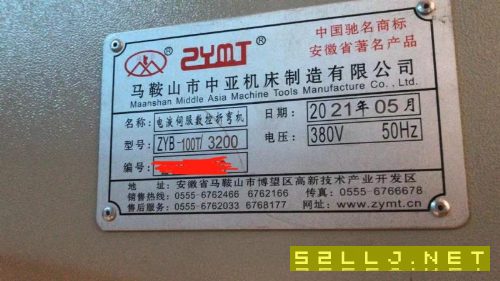 ZYMT
中国驰名商标
安徽省著名产品
马鞍山市中亚机床制造有限公司
Maanshan Middle Asia Machine Tools Manufacture Co., Ltd.
名称: 电液伺服数控折弯机
日期: 2021年05月
型号: ZYB-100T/3200
电压: 380V 50Hz
编号:
地 址: 安徽省马鞍山市博望区高新技术产业开发区
销售热线: 0555-6762466 6762166 传真: 0555-6766678
售后服务: 0555-6762033 6768177 网址: www.zymt.cn
52LLJ.NET